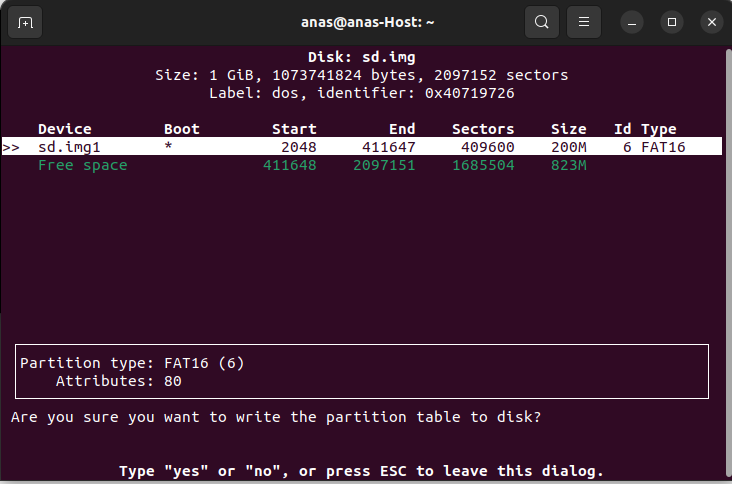 anas@anas-Host: ~
Disk: sd.img
Size: 1 GiB, 1073741824 bytes, 2097152 sectors
Label: dos, identifier: 0x40719726
Device Boot Start End Sectors Size Id Type
>> sd.img1 * 2048 411647 409600 200M 6 FAT16
Free space 411648 2097151 1685504 823M
Partition type: FAT16 (6)
Attributes: 80
Are you sure you want to write the partition table to disk?
Type "yes" or "no", or press ESC to leave this dialog.